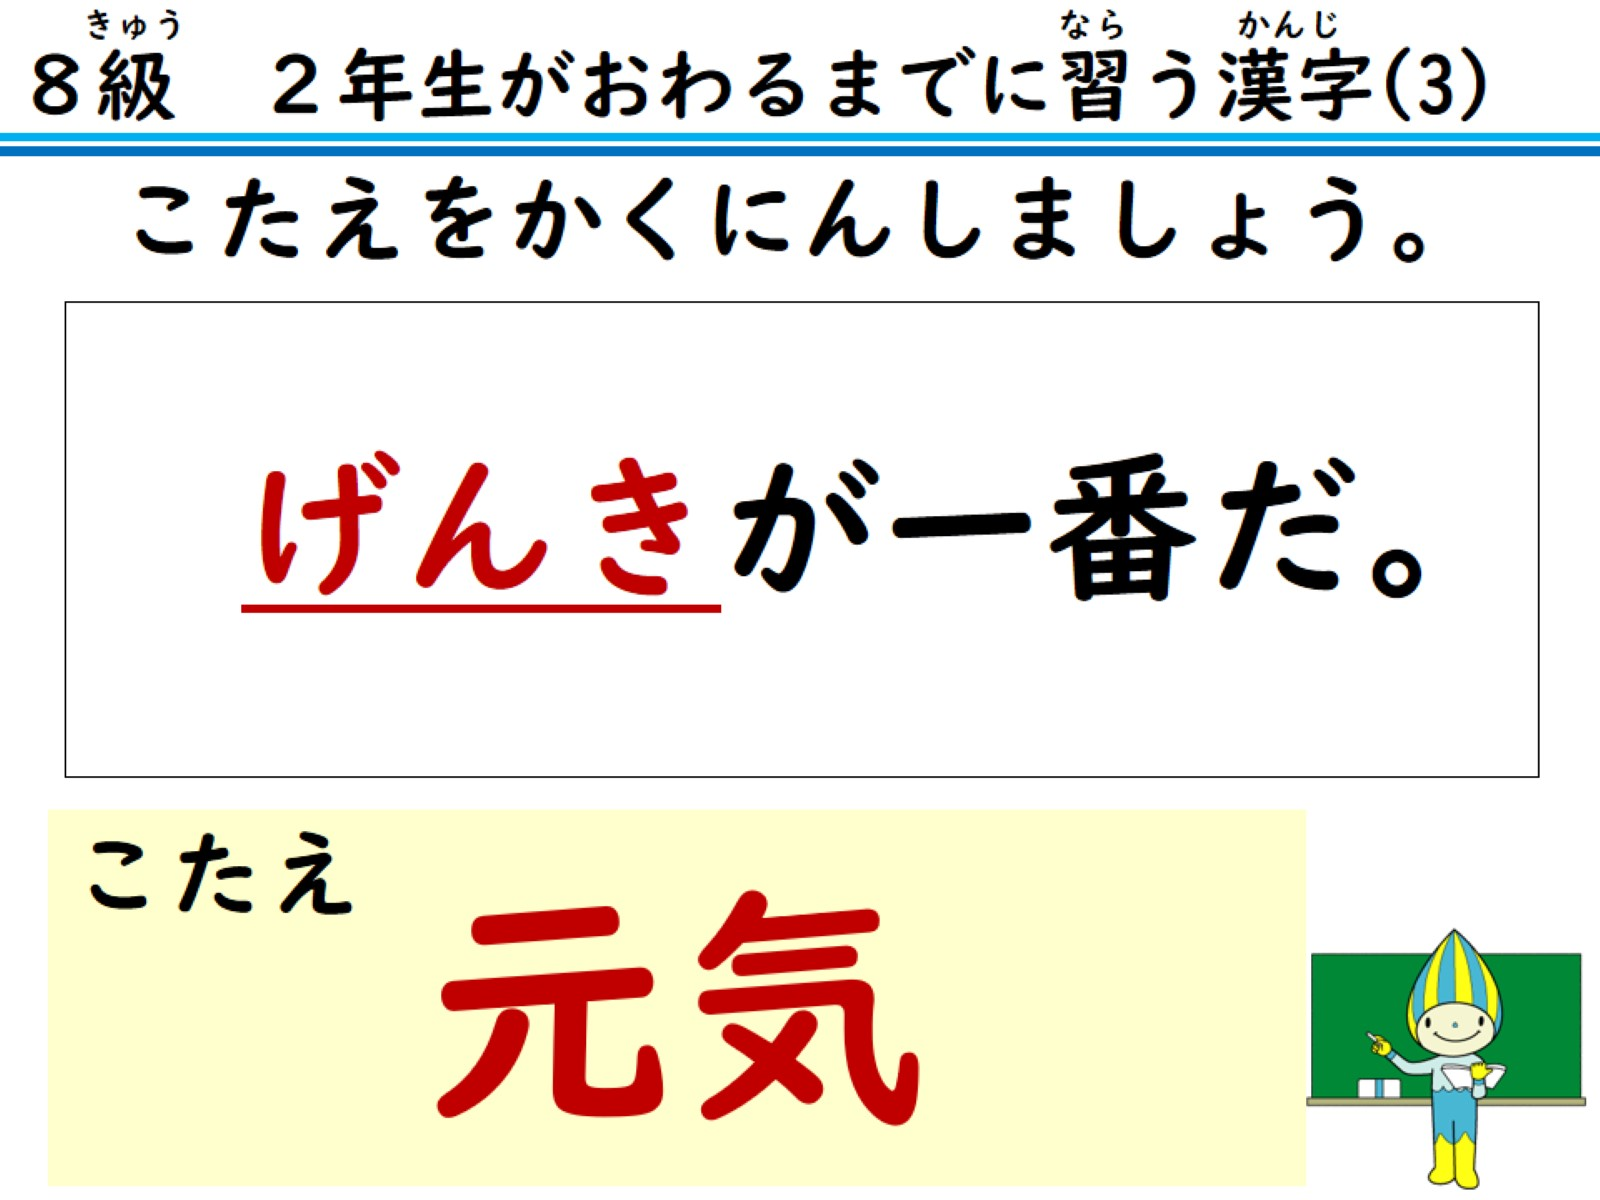 きゅう なら かんじ
8級 2年生がおわるまでに習う漢字(3)
こたえをかくにんしましょう。
げんきが一番だ。
こたえ
元気